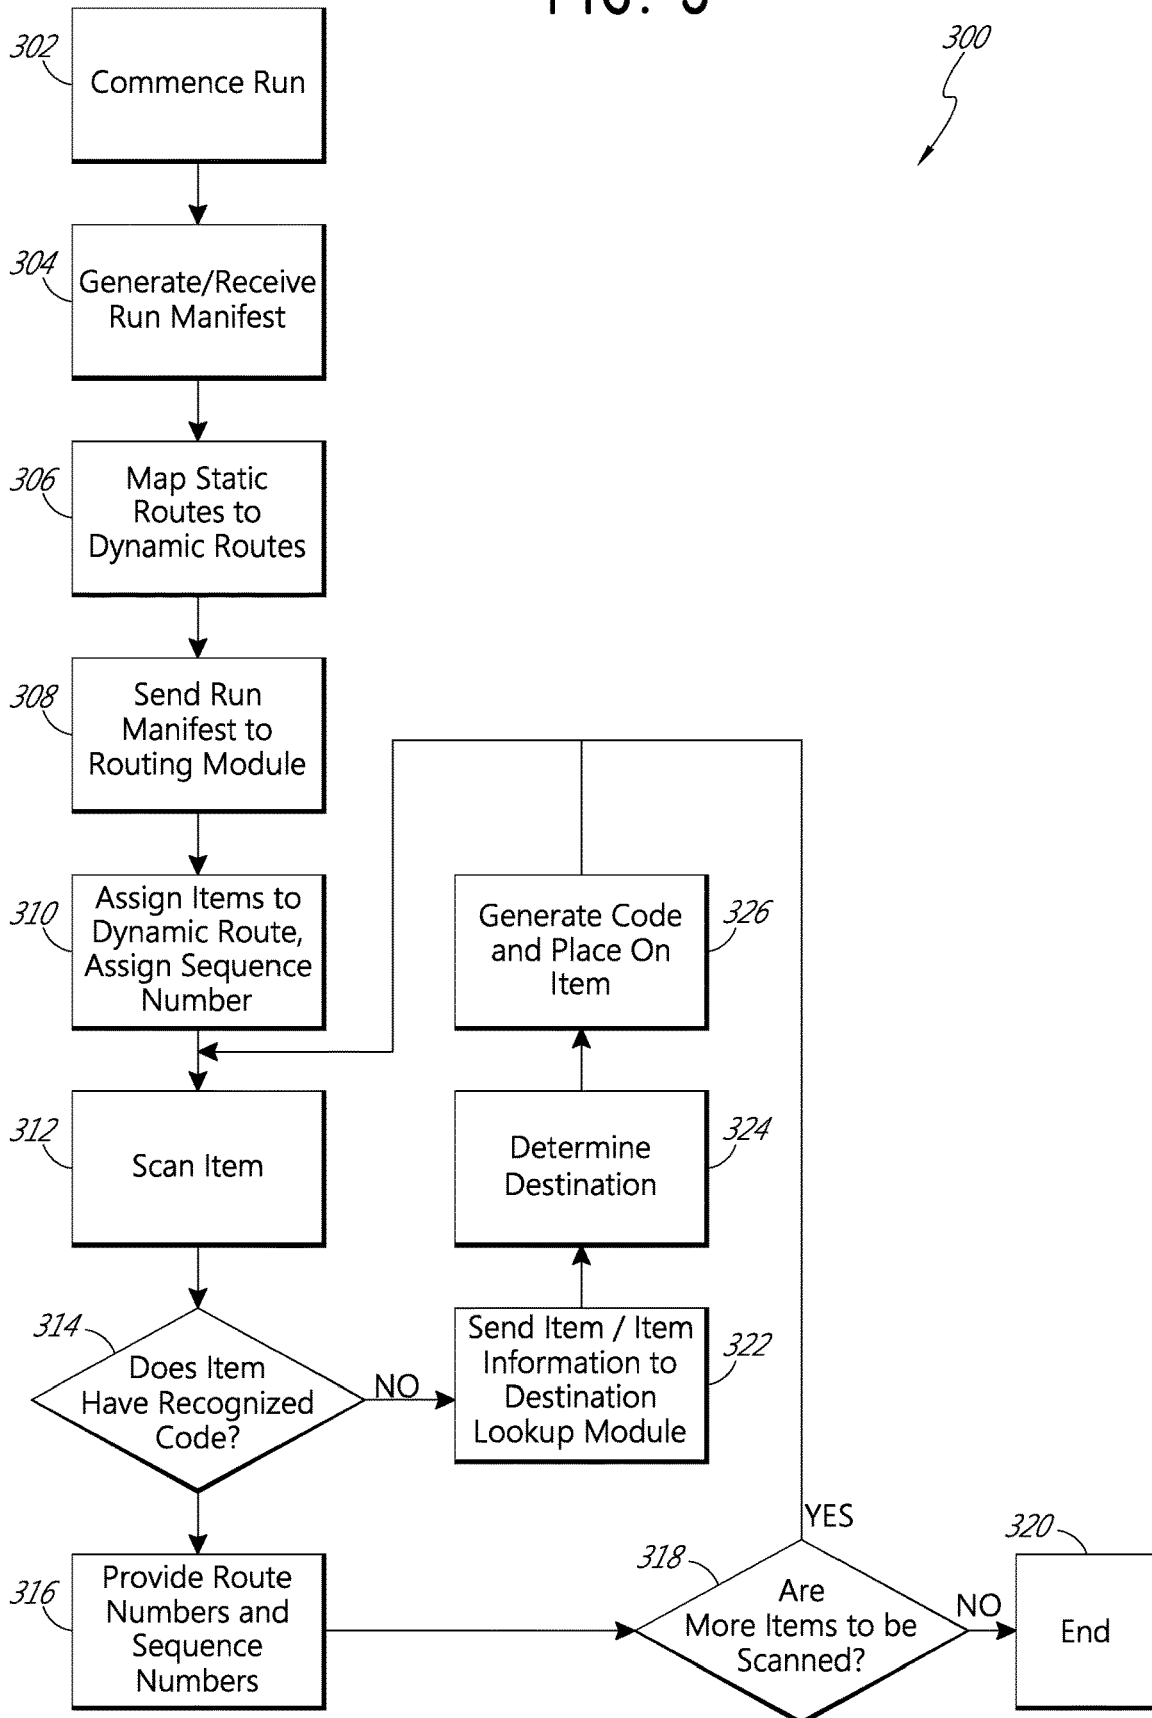 300
302
Commence Run
304
Generate/Receive
Run Manifest
306
Map Static
Routes to
Dynamic Routes
308
Send Run
Manifest to
Routing Module
310
Assign Items to
Dynamic Route,
Assign Sequence
Number
326
Generate Code
and Place On
Item
312
Scan Item
324
Determine
Destination
314
Does Item
Have Recognized
Code?
NO
322
Send Item / Item
Information to
Destination
Lookup Module
316
Provide Route
Numbers and
Sequence
Numbers
318
Are
More Items to be
Scanned?
YES
NO
320
End